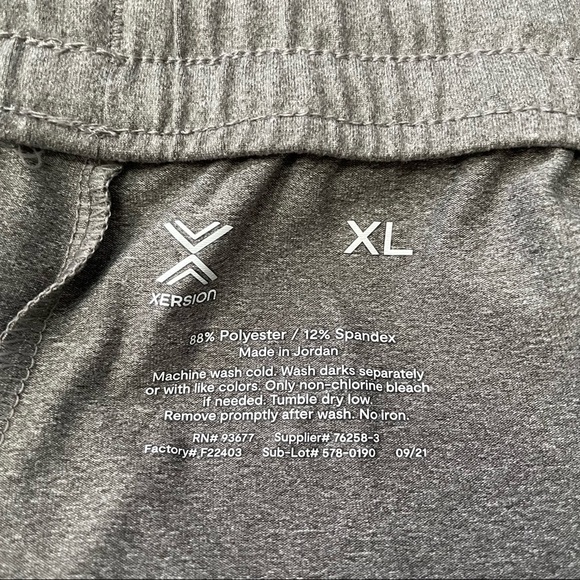 XL
XERSION
88% Polyester / 12% Spandex
Made in Jordan
Machine wash cold. Wash darks separately
or with like colors. Only non-chlorine bleach
if needed. Tumble dry low.
Remove promptly after wash. No iron.
RN# 93677 Supplier# 76258-3
Factory# F22403 Sub-Lot# 578-0190 09/21